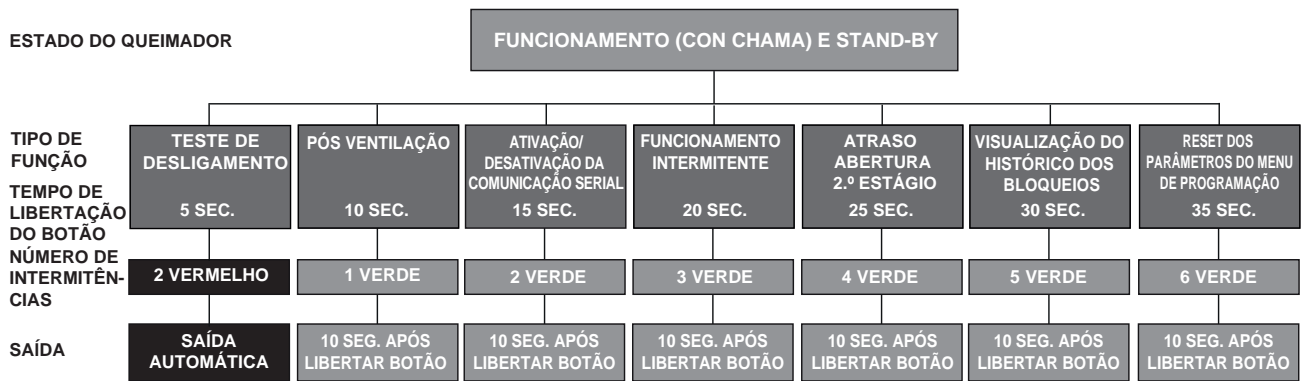 ESTADO DO QUEIMADOR
FUNCIONAMENTO (CON CHAMA) E STAND-BY
TIPO DE
FUNÇÃO
TESTE DE
DESLIGAMENTO
PÓS VENTILAÇÃO
ATIVAÇÃO/
DESATIVAÇÃO DA
COMUNICAÇÃO SERIAL
FUNCIONAMENTO
INTERMITENTE
ATRASO
ABERTURA
2.º ESTÁGIO
VISUALIZAÇÃO DO
HISTÓRICO DOS
BLOQUEIOS
RESET DOS
PARÂMETROS DO MENU
DE PROGRAMAÇÃO
TEMPO DE
LIBERTAÇÃO
DO BOTÃO
5 SEC.
10 SEC.
15 SEC.
20 SEC.
25 SEC.
30 SEC.
35 SEC.
NÚMERO DE
INTERMITÊN-
CIAS
2 VERMELHO
1 VERDE
2 VERDE
3 VERDE
4 VERDE
5 VERDE
6 VERDE
SAÍDA
SAÍDA
AUTOMÁTICA
10 SEG. APÓS
LIBERTAR BOTÃO
10 SEG. APÓS
LIBERTAR BOTÃO
10 SEG. APÓS
LIBERTAR BOTÃO
10 SEG. APÓS
LIBERTAR BOTÃO
10 SEG. APÓS
LIBERTAR BOTÃO
10 SEG. APÓS
LIBERTAR BOTÃO